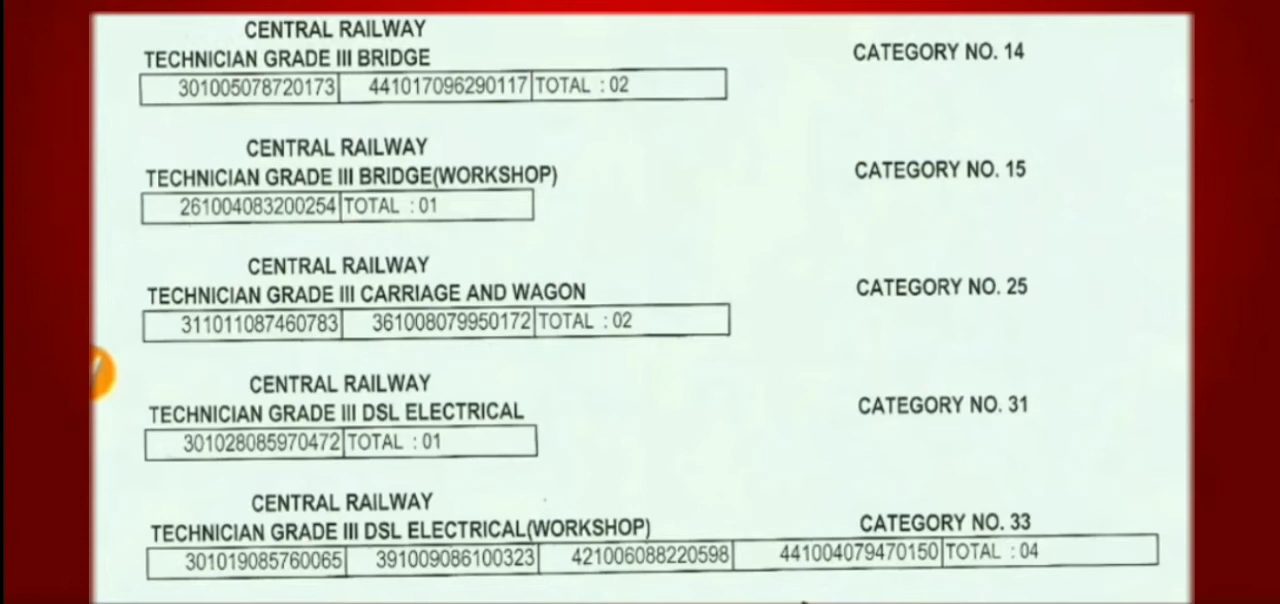 CENTRAL RAILWAY
TECHNICIAN GRADE III BRIDGE CATEGORY NO. 14
301005078720173 441017096290117 TOTAL : 02
CENTRAL RAILWAY
TECHNICIAN GRADE III BRIDGE(WORKSHOP) CATEGORY NO. 15
261004083200254 TOTAL : 01
CENTRAL RAILWAY
TECHNICIAN GRADE III CARRIAGE AND WAGON CATEGORY NO. 25
311011087460783 361008079950172 TOTAL : 02
CENTRAL RAILWAY
TECHNICIAN GRADE III DSL ELECTRICAL CATEGORY NO. 31
301028085970472 TOTAL : 01
CENTRAL RAILWAY
TECHNICIAN GRADE III DSL ELECTRICAL(WORKSHOP) CATEGORY NO. 33
301019085760065 391009086100323 421006088220598 441004079470150 TOTAL : 04